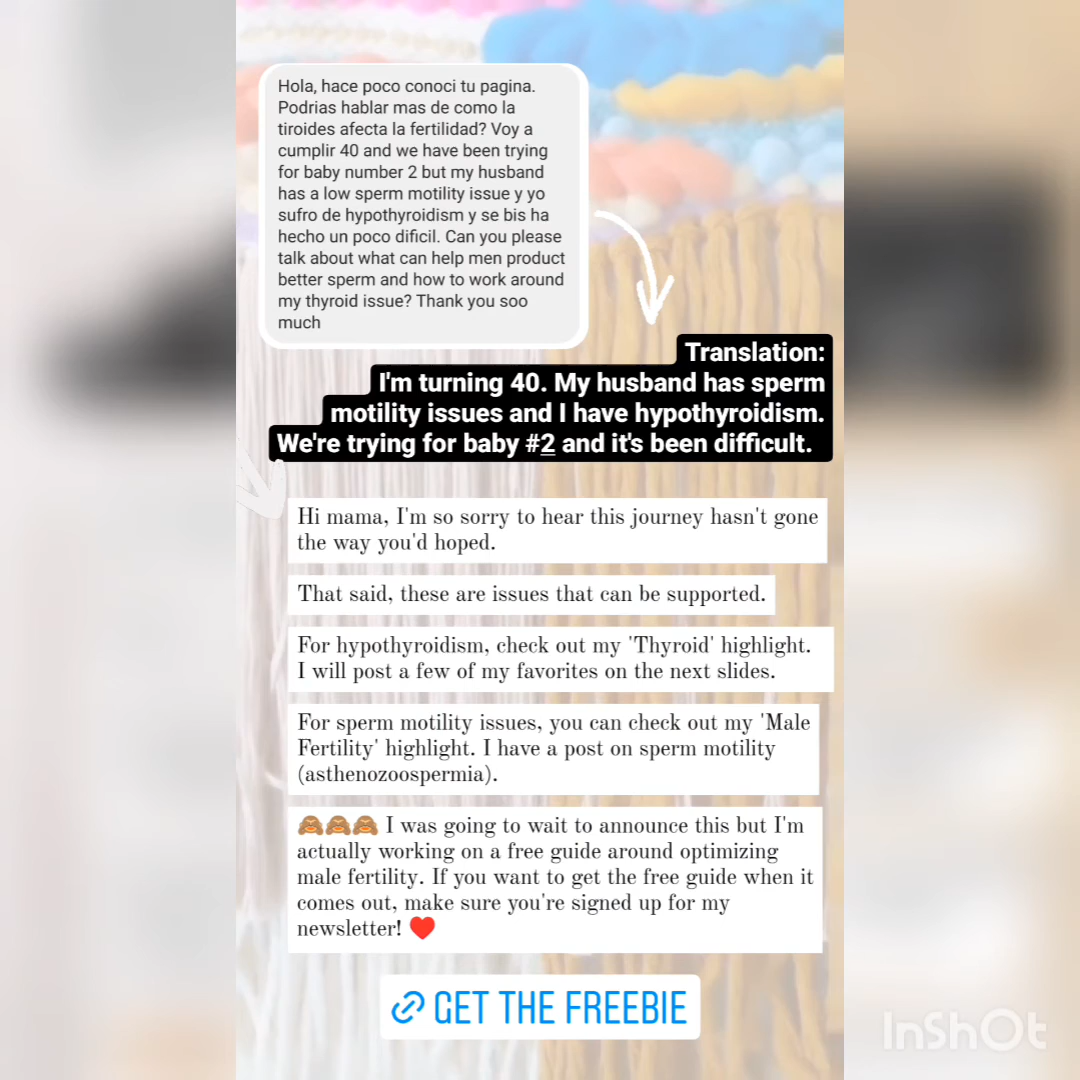 Hola, hace poco conoci tu pagina.
Podrias hablar mas de como la
tiroides afecta la fertilidad? Voy a
cumplir 40 and we have been trying
for baby number 2 but my husband
has a low sperm motility issue y yo
sufro de hypothyroidism y se bis ha
hecho un poco dificil. Can you please
talk about what can help men product
better sperm and how to work around
my thyroid issue? Thank you soo
much
Translation:
I'm turning 40. My husband has sperm
motility issues and I have hypothyroidism.
We're trying for baby #2 and it's been difficult.
Hi mama, I'm so sorry to hear this journey hasn't gone
the way you'd hoped.
That said, these are issues that can be supported.
For hypothyroidism, check out my 'Thyroid' highlight.
I will post a few of my favorites on the next slides.
For sperm motility issues, you can check out my 'Male
Fertility' highlight. I have a post on sperm motility
(asthenozoospermia).
🙈🙈🙈 I was going to wait to announce this but I'm
actually working on a free guide around optimizing
male fertility. If you want to get the free guide when it
comes out, make sure you're signed up for my
newsletter! ❤️
GET THE FREEBIE
InShOt